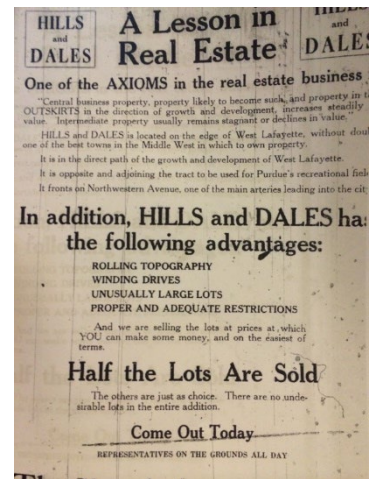 HILLS
and
DALES
A Lesson in
Real Estate
and
DALES
One of the AXIOMS in the real estate business
"Central business property, property likely to become such, and property in
OUTSKIRTS in the direction of growth and development, increases steadily
value. Intermediate property usually remains stagnant or declines in value."
HILLS and DALES is located on the edge of West Lafayette, without
one of the best towns in the Middle West in which to own property.
It is in the direct path of the growth and development of West Lafayette.
It is opposite and adjoining the tract to be used for Purdue's recreational
It fronts on Northwestern Avenue, one of the main arteries leading into the
In addition, HILLS and DALES
the following advantages:
ROLLING TOPOGRAPHY
WINDING DRIVES
UNUSUALLY LARGE LOTS
PROPER AND ADEQUATE RESTRICTIONS
And we are selling the lots at prices at which
YOU can make some money, and on the easiest of
terms.
Half the Lots Are Sold
The others are just as choice. There are no unde-
sirable lots in the entire addition.
Come Out Today
REPRESENTATIVES ON THE GROUNDS ALL DAY